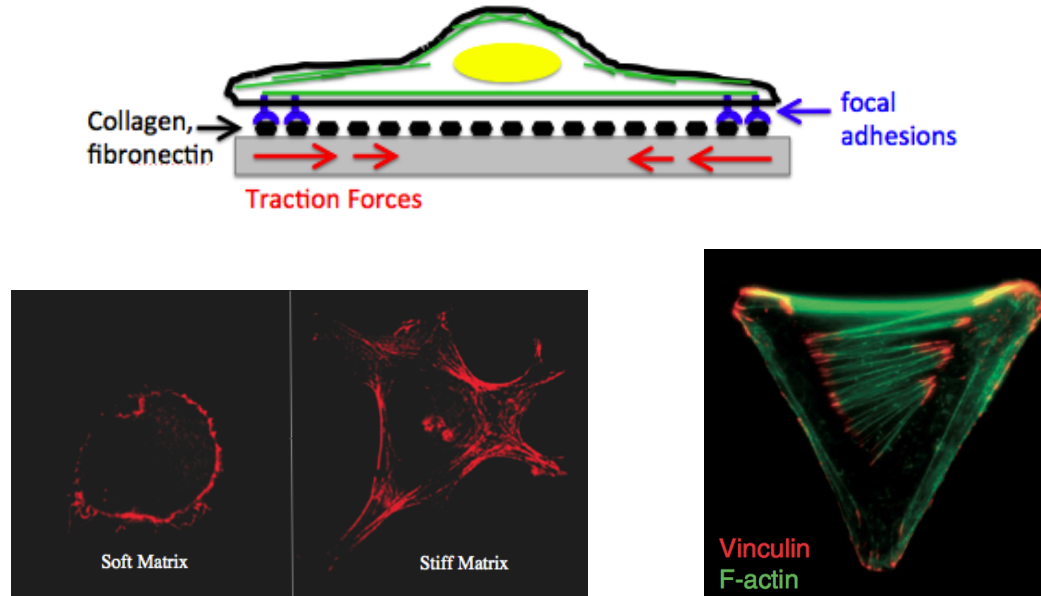 Collagen,
fibronectin
focal
adhesions
Traction Forces
Soft Matrix
Stiff Matrix
Vinculin
F-actin